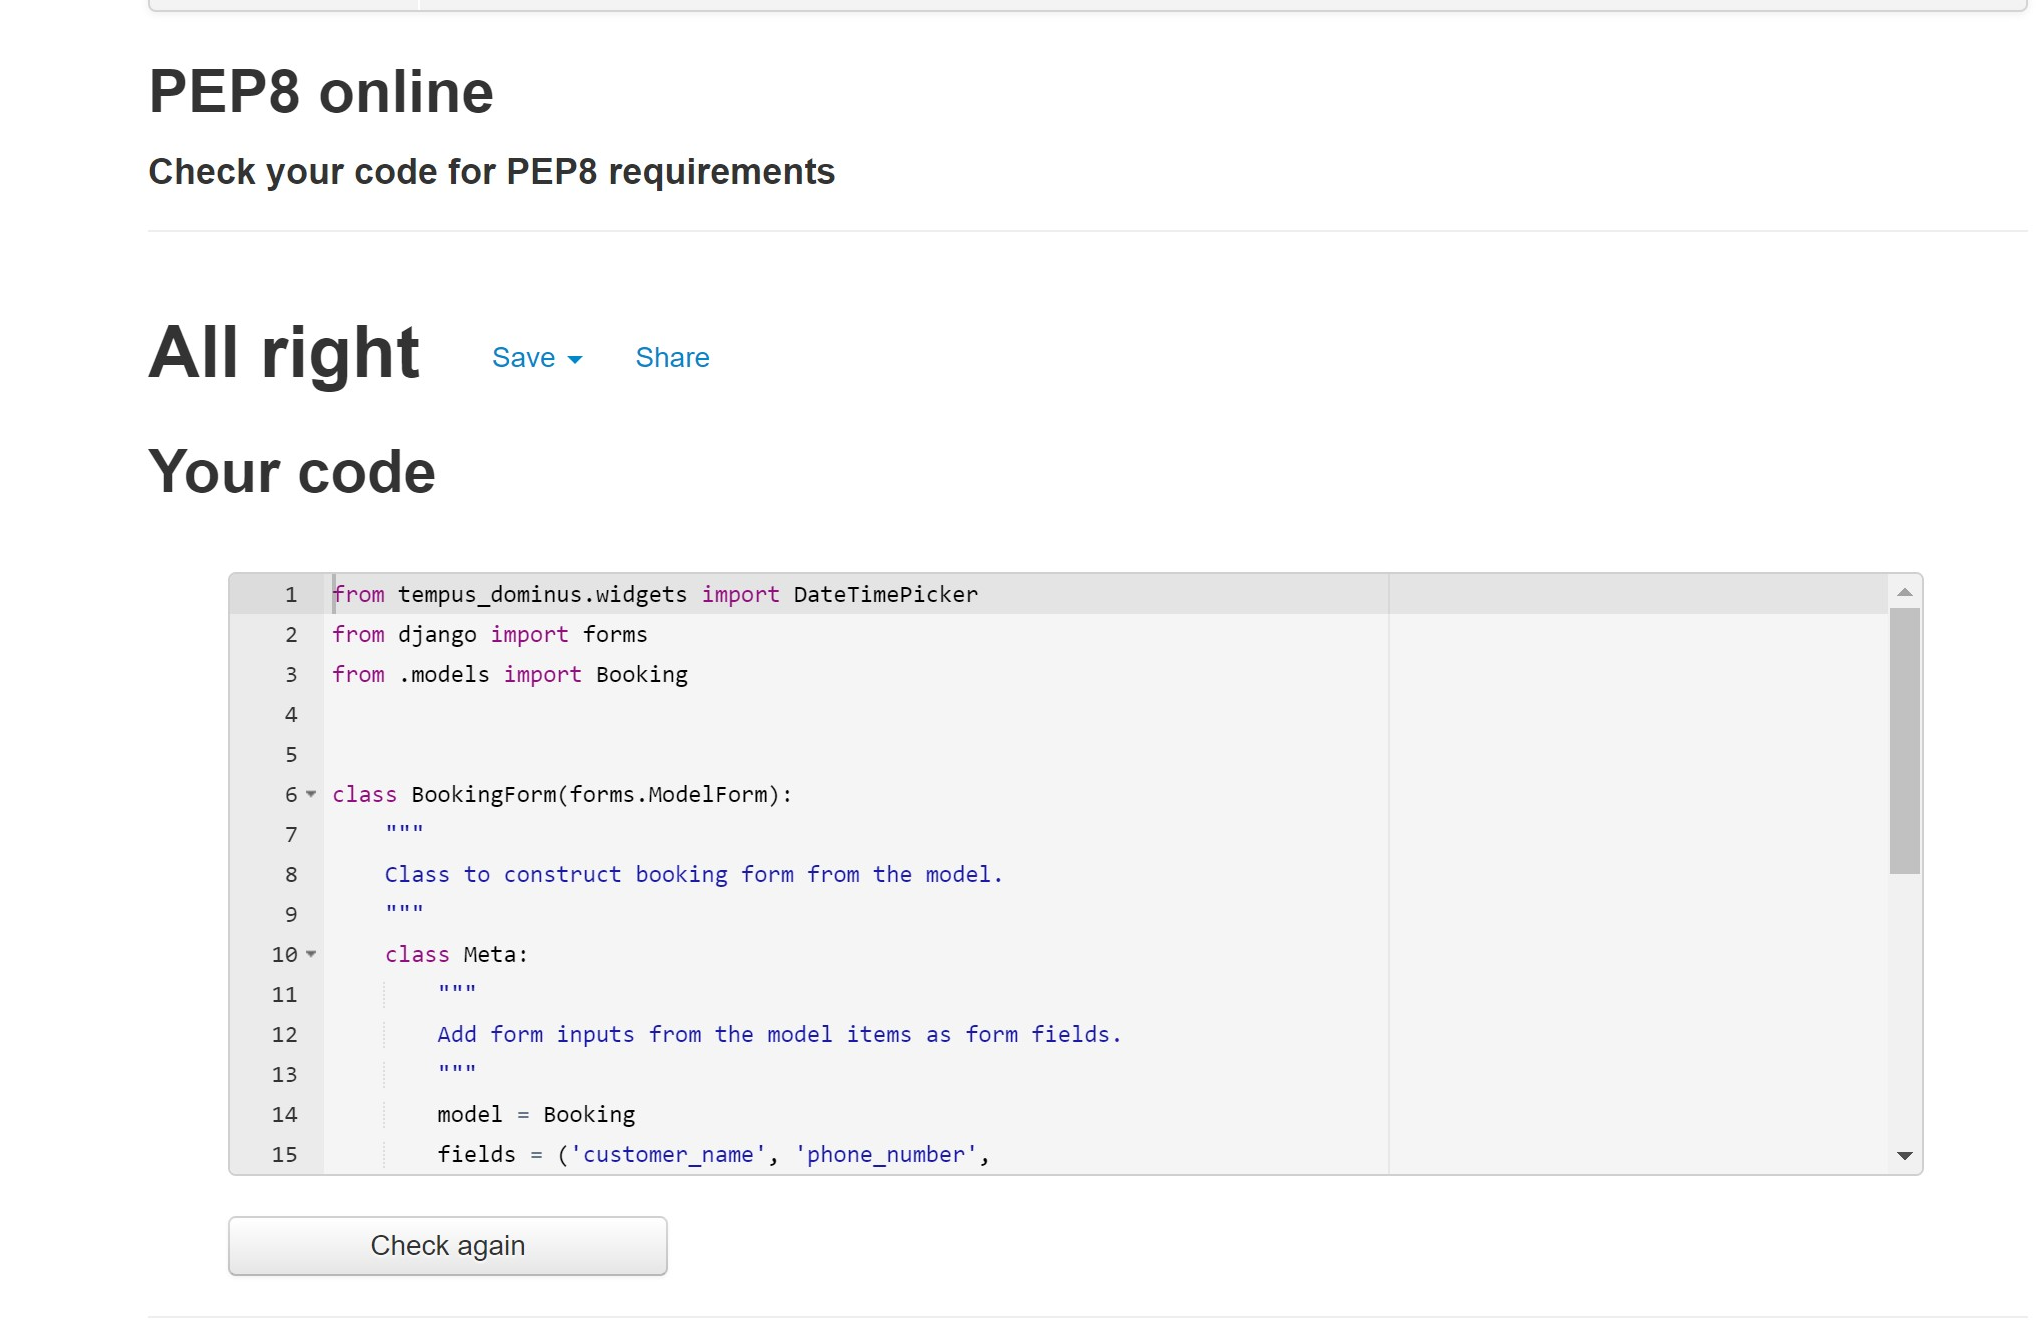 PEP8 online
Check your code for PEP8 requirements
All right Save Share
Your code
1 from tempus_dominus.widgets import DateTimePicker
2 from django import forms
3 from .models import Booking
4
5
6 class BookingForm(forms.ModelForm):
7     """
8     Class to construct booking form from the model.
9     """
10     class Meta:
11         """
12         Add form inputs from the model items as form fields.
13         """
14         model = Booking
15         fields = ('customer_name', 'phone_number',
Check again